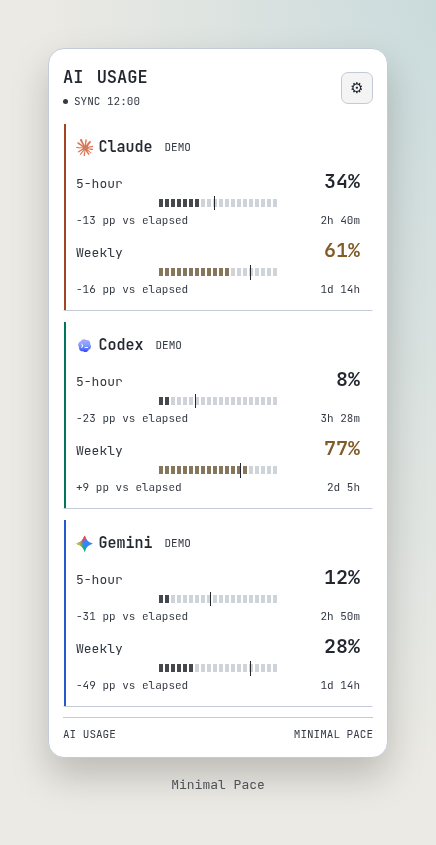 AI USAGE
SYNC 12:00
Claude DEMO
5-hour 34%
-13 pp vs elapsed 2h 40m
Weekly 61%
-16 pp vs elapsed 1d 14h
Codex DEMO
5-hour 8%
-23 pp vs elapsed 3h 28m
Weekly 77%
+9 pp vs elapsed 2d 5h
Gemini DEMO
5-hour 12%
-31 pp vs elapsed 2h 50m
Weekly 28%
-49 pp vs elapsed 1d 14h
AI USAGE MINIMAL PACE
Minimal Pace